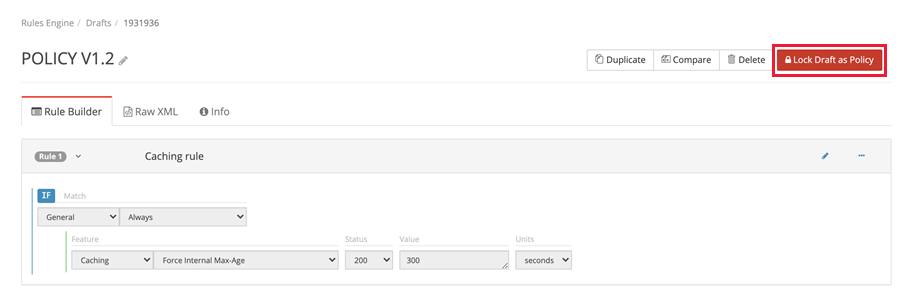 Rules Engine / Drafts / 1931936
POLICY V1.2
Duplicate Compare Delete Lock Draft as Policy
Rule Builder Raw XML Info
Rule 1 Caching rule
IF Match
General Always
Feature Status Value Units
Caching Force Internal Max-Age 200 300 seconds